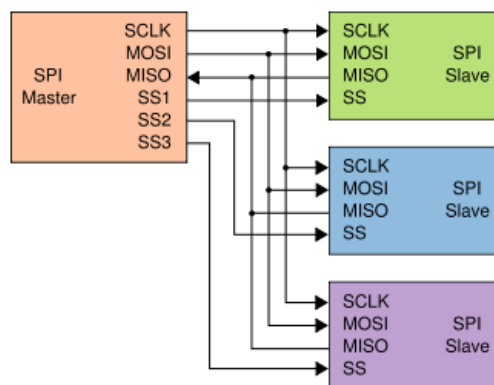 SCLK
MOSI
SPI MISO
Master SS1
SS2
SS3
SCLK
MOSI SPI
MISO Slave
SS
SCLK
MOSI SPI
MISO Slave
SS
SCLK
MOSI SPI
MISO Slave
SS